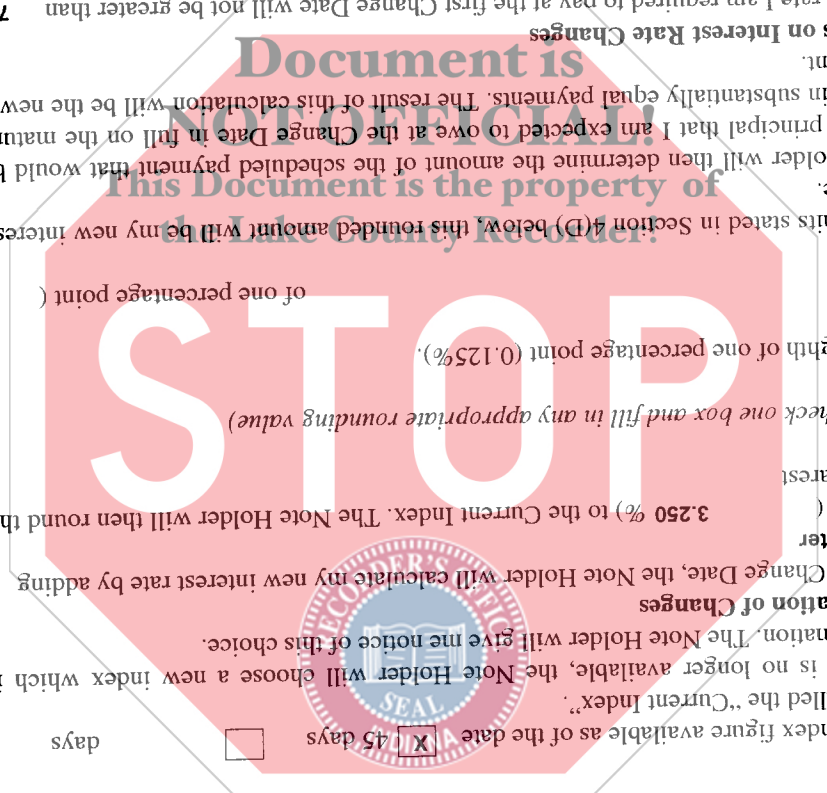 Document is
NOT OFFICIAL!
This Document is the property of
the Lake County Recorder!
STOP
RECORDER'S OFFICE
SEAL
INDIANA
ndex figure available as of the date X 45 days days
lled the "Current Index".
is no longer available, the Note Holder will choose a new index which
mation. The Note Holder will give me notice of this choice.
ation of Changes
Change Date, the Note Holder will calculate my new interest rate by adding
ter
( 3.250 %) to the Current Index. The Note Holder will then round th
arest
heck one box and fill in any appropriate rounding value)
ghth of one percentage point (0.125%).
of one percentage point (
its stated in Section 4(D) below, this rounded amount will be my new interes
e.
older will then determine the amount of the scheduled payment that would b
principal that I am expected to owe at the Change Date in full on the matur
in substantially equal payments. The result of this calculation will be the new
nt.
s on Interest Rate Changes
rate I am required to pay at the first Change Date will not be greater than 7